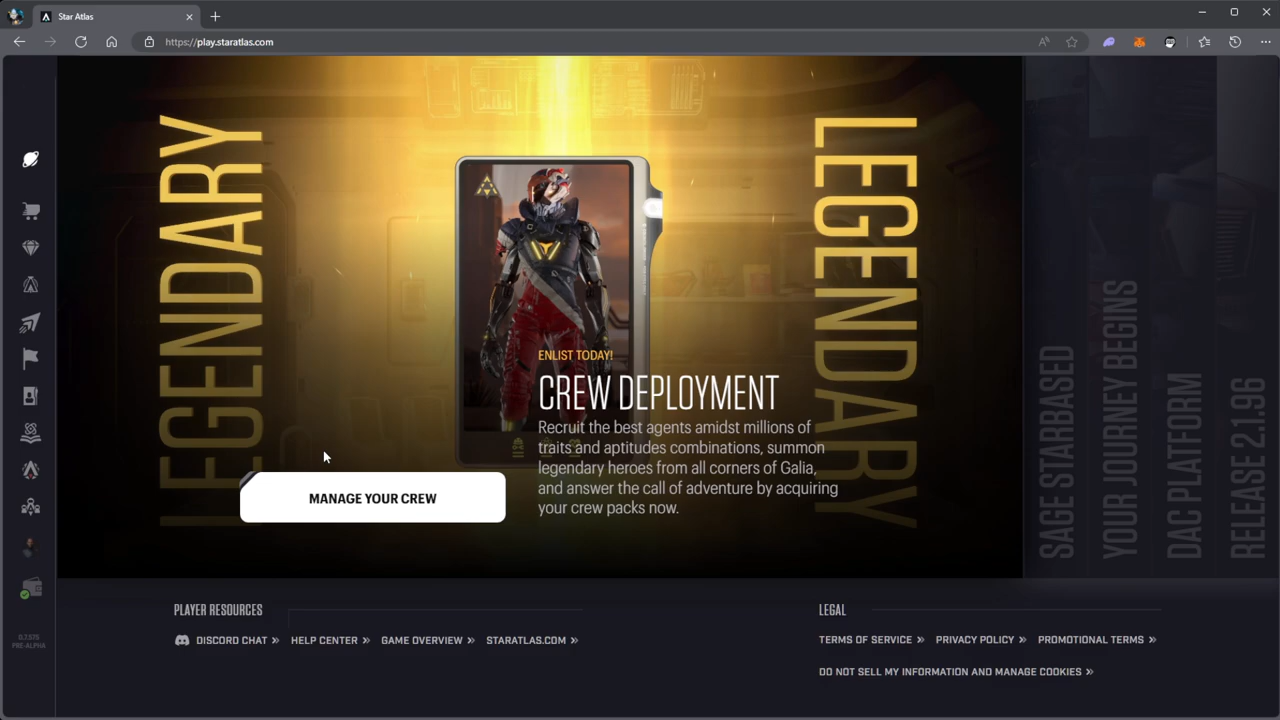 Star Atlas
https://play.staratlas.com
LEGENDARY
LEGENDARY
ENLIST TODAY!
CREW DEPLOYMENT
Recruit the best agents amidst millions of
traits and aptitudes combinations, summon
legendary heroes from all corners of Galia,
and answer the call of adventure by acquiring
your crew packs now.
MANAGE YOUR CREW
SAGE STARBASED
YOUR JOURNEY BEGINS
DAC PLATFORM
RELEASE 2.1.96
PLAYER RESOURCES
DISCORD CHAT »
HELP CENTER »
GAME OVERVIEW »
STARATLAS.COM »
LEGAL
TERMS OF SERVICE »
PRIVACY POLICY »
PROMOTIONAL TERMS »
DO NOT SELL MY INFORMATION AND MANAGE COOKIES »
PRE-ALPHA